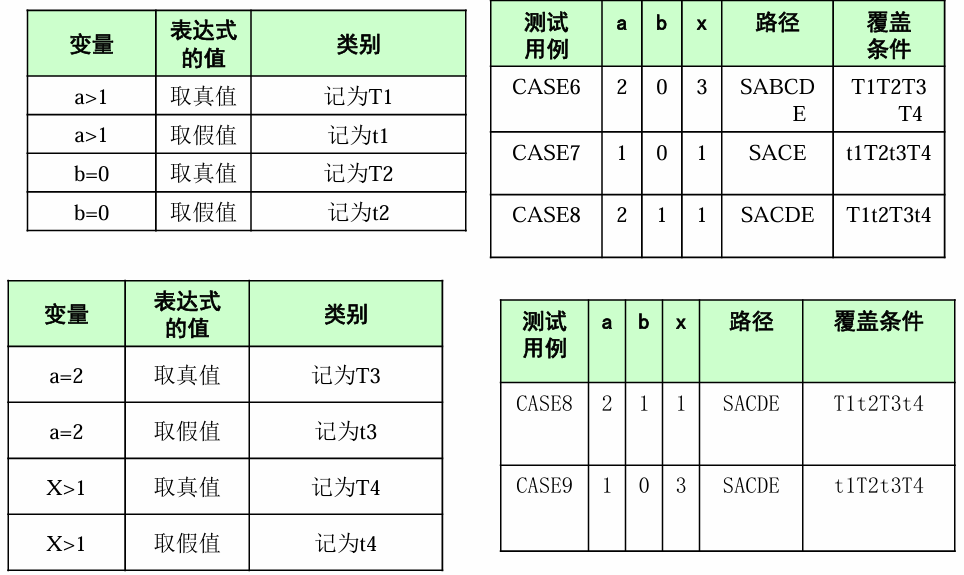 变量 表达式的值 类别
a>1 取真值 记为T1
a>1 取假值 记为t1
b=0 取真值 记为T2
b=0 取假值 记为t2
测试用例 a b x 路径 覆盖条件
CASE6 2 0 3 SABCDE T1T2T3T4
CASE7 1 0 1 SACE t1T2t3T4
CASE8 2 1 1 SACDE T1t2T3t4
变量 表达式的值 类别
a=2 取真值 记为T3
a=2 取假值 记为t3
X>1 取真值 记为T4
X>1 取假值 记为t4
测试用例 a b x 路径 覆盖条件
CASE8 2 1 1 SACDE T1t2T3t4
CASE9 1 0 3 SACDE t1T2t3T4